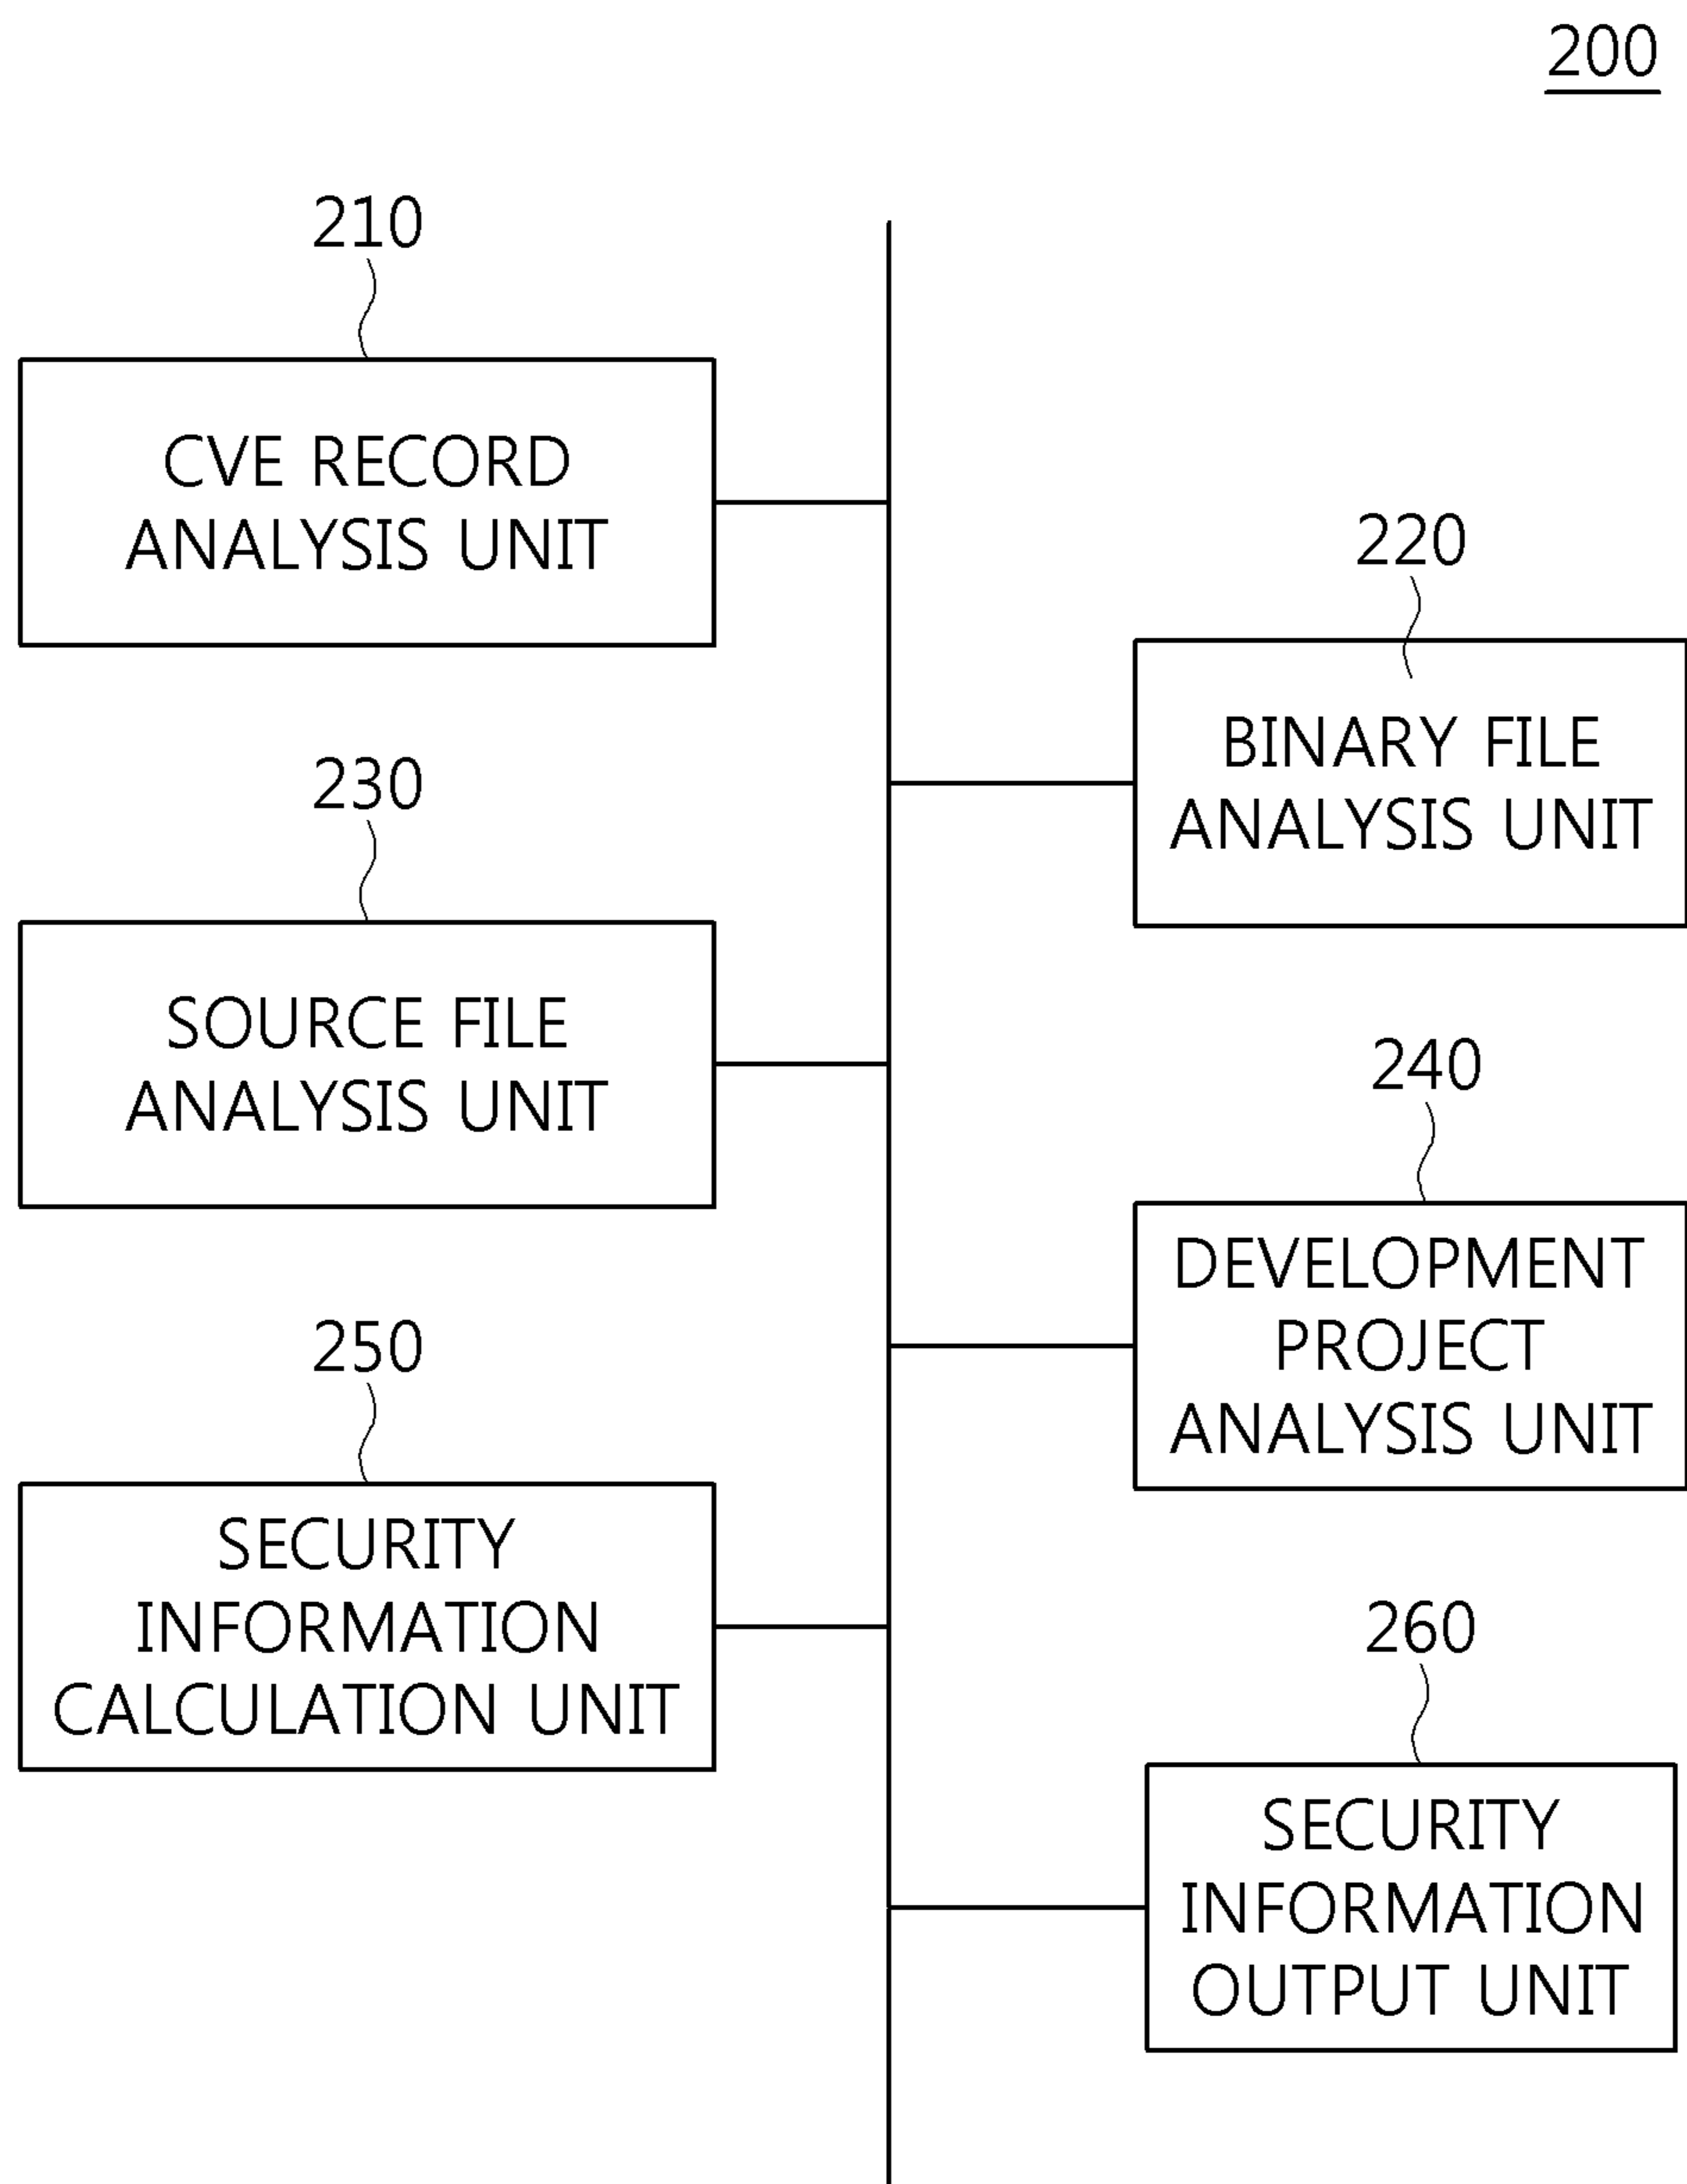 200
210
CVE RECORD
ANALYSIS UNIT
220
BINARY FILE
ANALYSIS UNIT
230
SOURCE FILE
ANALYSIS UNIT
240
DEVELOPMENT
PROJECT
ANALYSIS UNIT
250
SECURITY
INFORMATION
CALCULATION UNIT
260
SECURITY
INFORMATION
OUTPUT UNIT